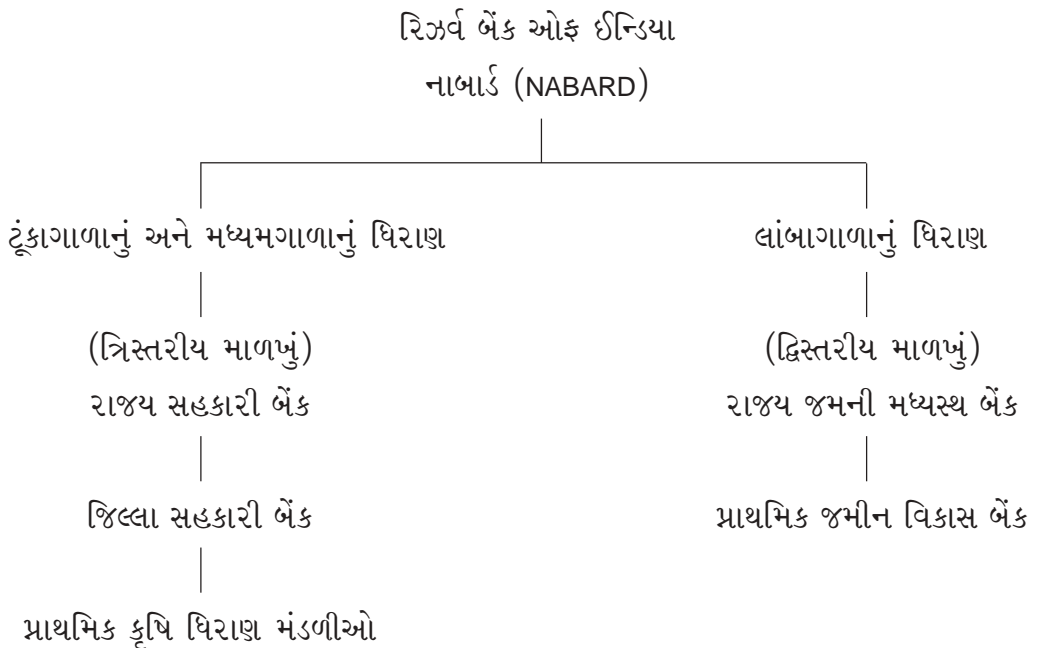 રિઝર્વ બેંક ઓફ ઈન્ડિયા
નાબાર્ડ (NABARD)
ટૂંકાગાળાનું અને મધ્યમગાળાનું ધિરાણ
લાંબાગાળાનું ધિરાણ
(ત્રિસ્તરીય માળખું)
(દ્વિસ્તરીય માળખું)
રાજય સહકારી બેંક
રાજય જમની મધ્યસ્થ બેંક
જિલ્લા સહકારી બેંક
પ્રાથમિક જમીન વિકાસ બેંક
પ્રાથમિક કૃષિ ધિરાણ મંડળીઓ